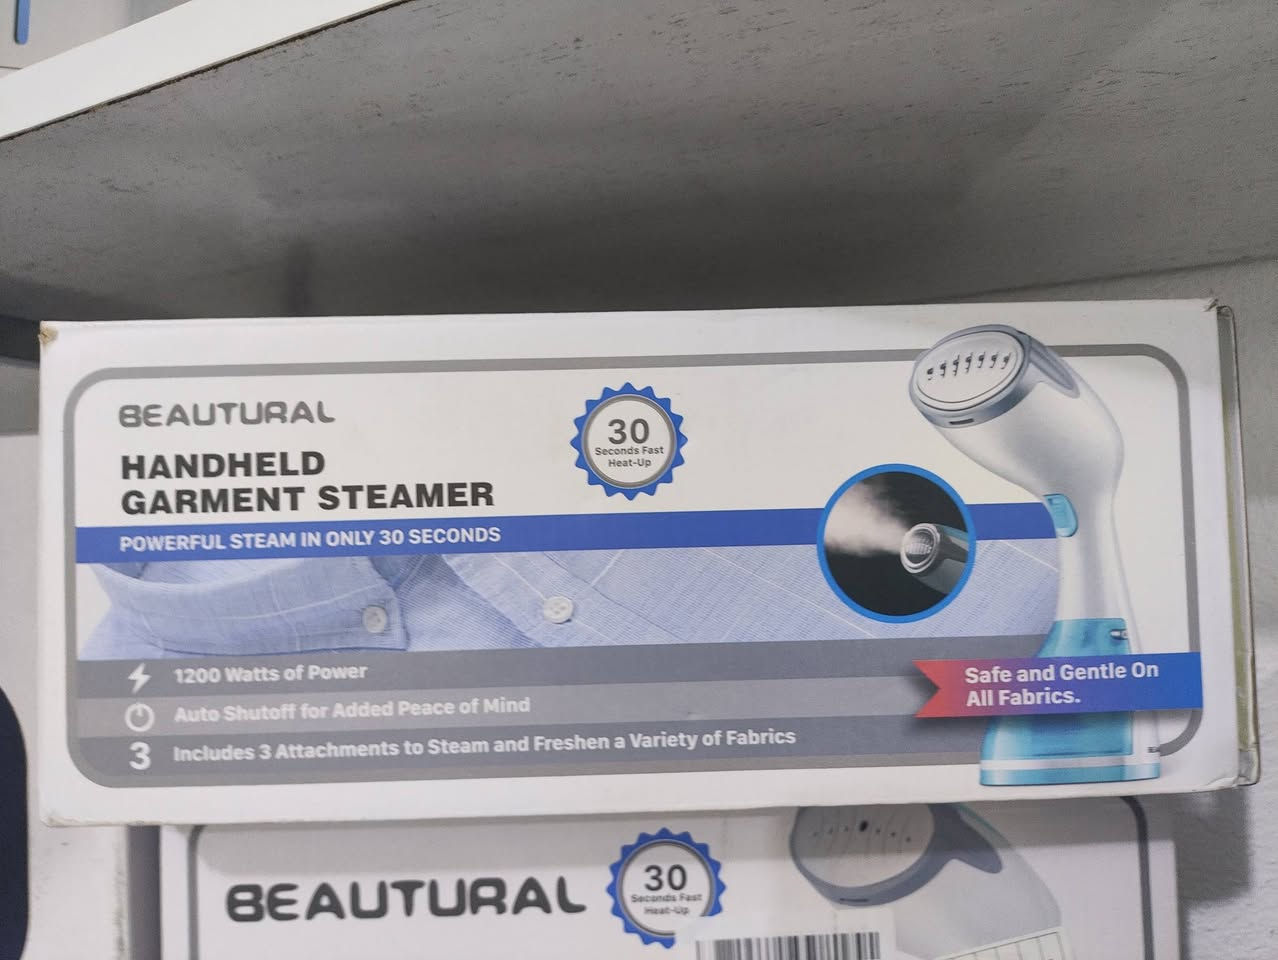 BEAUTURAL
HANDHELD
GARMENT STEAMER
POWERFUL STEAM IN ONLY 30 SECONDS
30
Seconds Fast
Heat-Up
1200 Watts of Power
Auto Shutoff for Added Peace of Mind
3 Includes 3 Attachments to Steam and Freshen a Variety of Fabrics
Safe and Gentle On
All Fabrics.
BEAUTURAL
30
Seconds Fast
Heat-Up